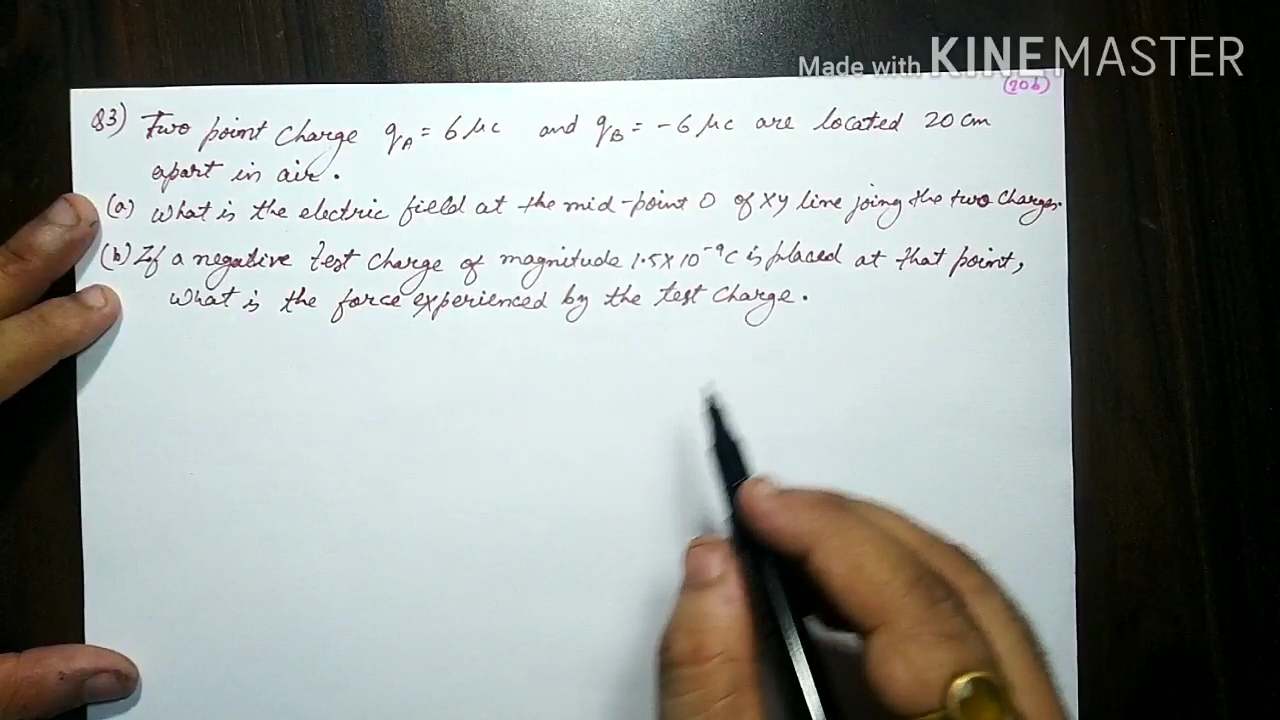 Made with KINEMASTER
(20b)
Q3) Two point charge qA = 6 μc and qB = -6 μc are located 20 cm
apart in air.
(a) What is the electric field at the mid-point O of XY line joing the two charges.
(b) If a negative test charge of magnitude 1.5 X 10⁻⁹C is placed at that point,
what is the force experienced by the test charge.